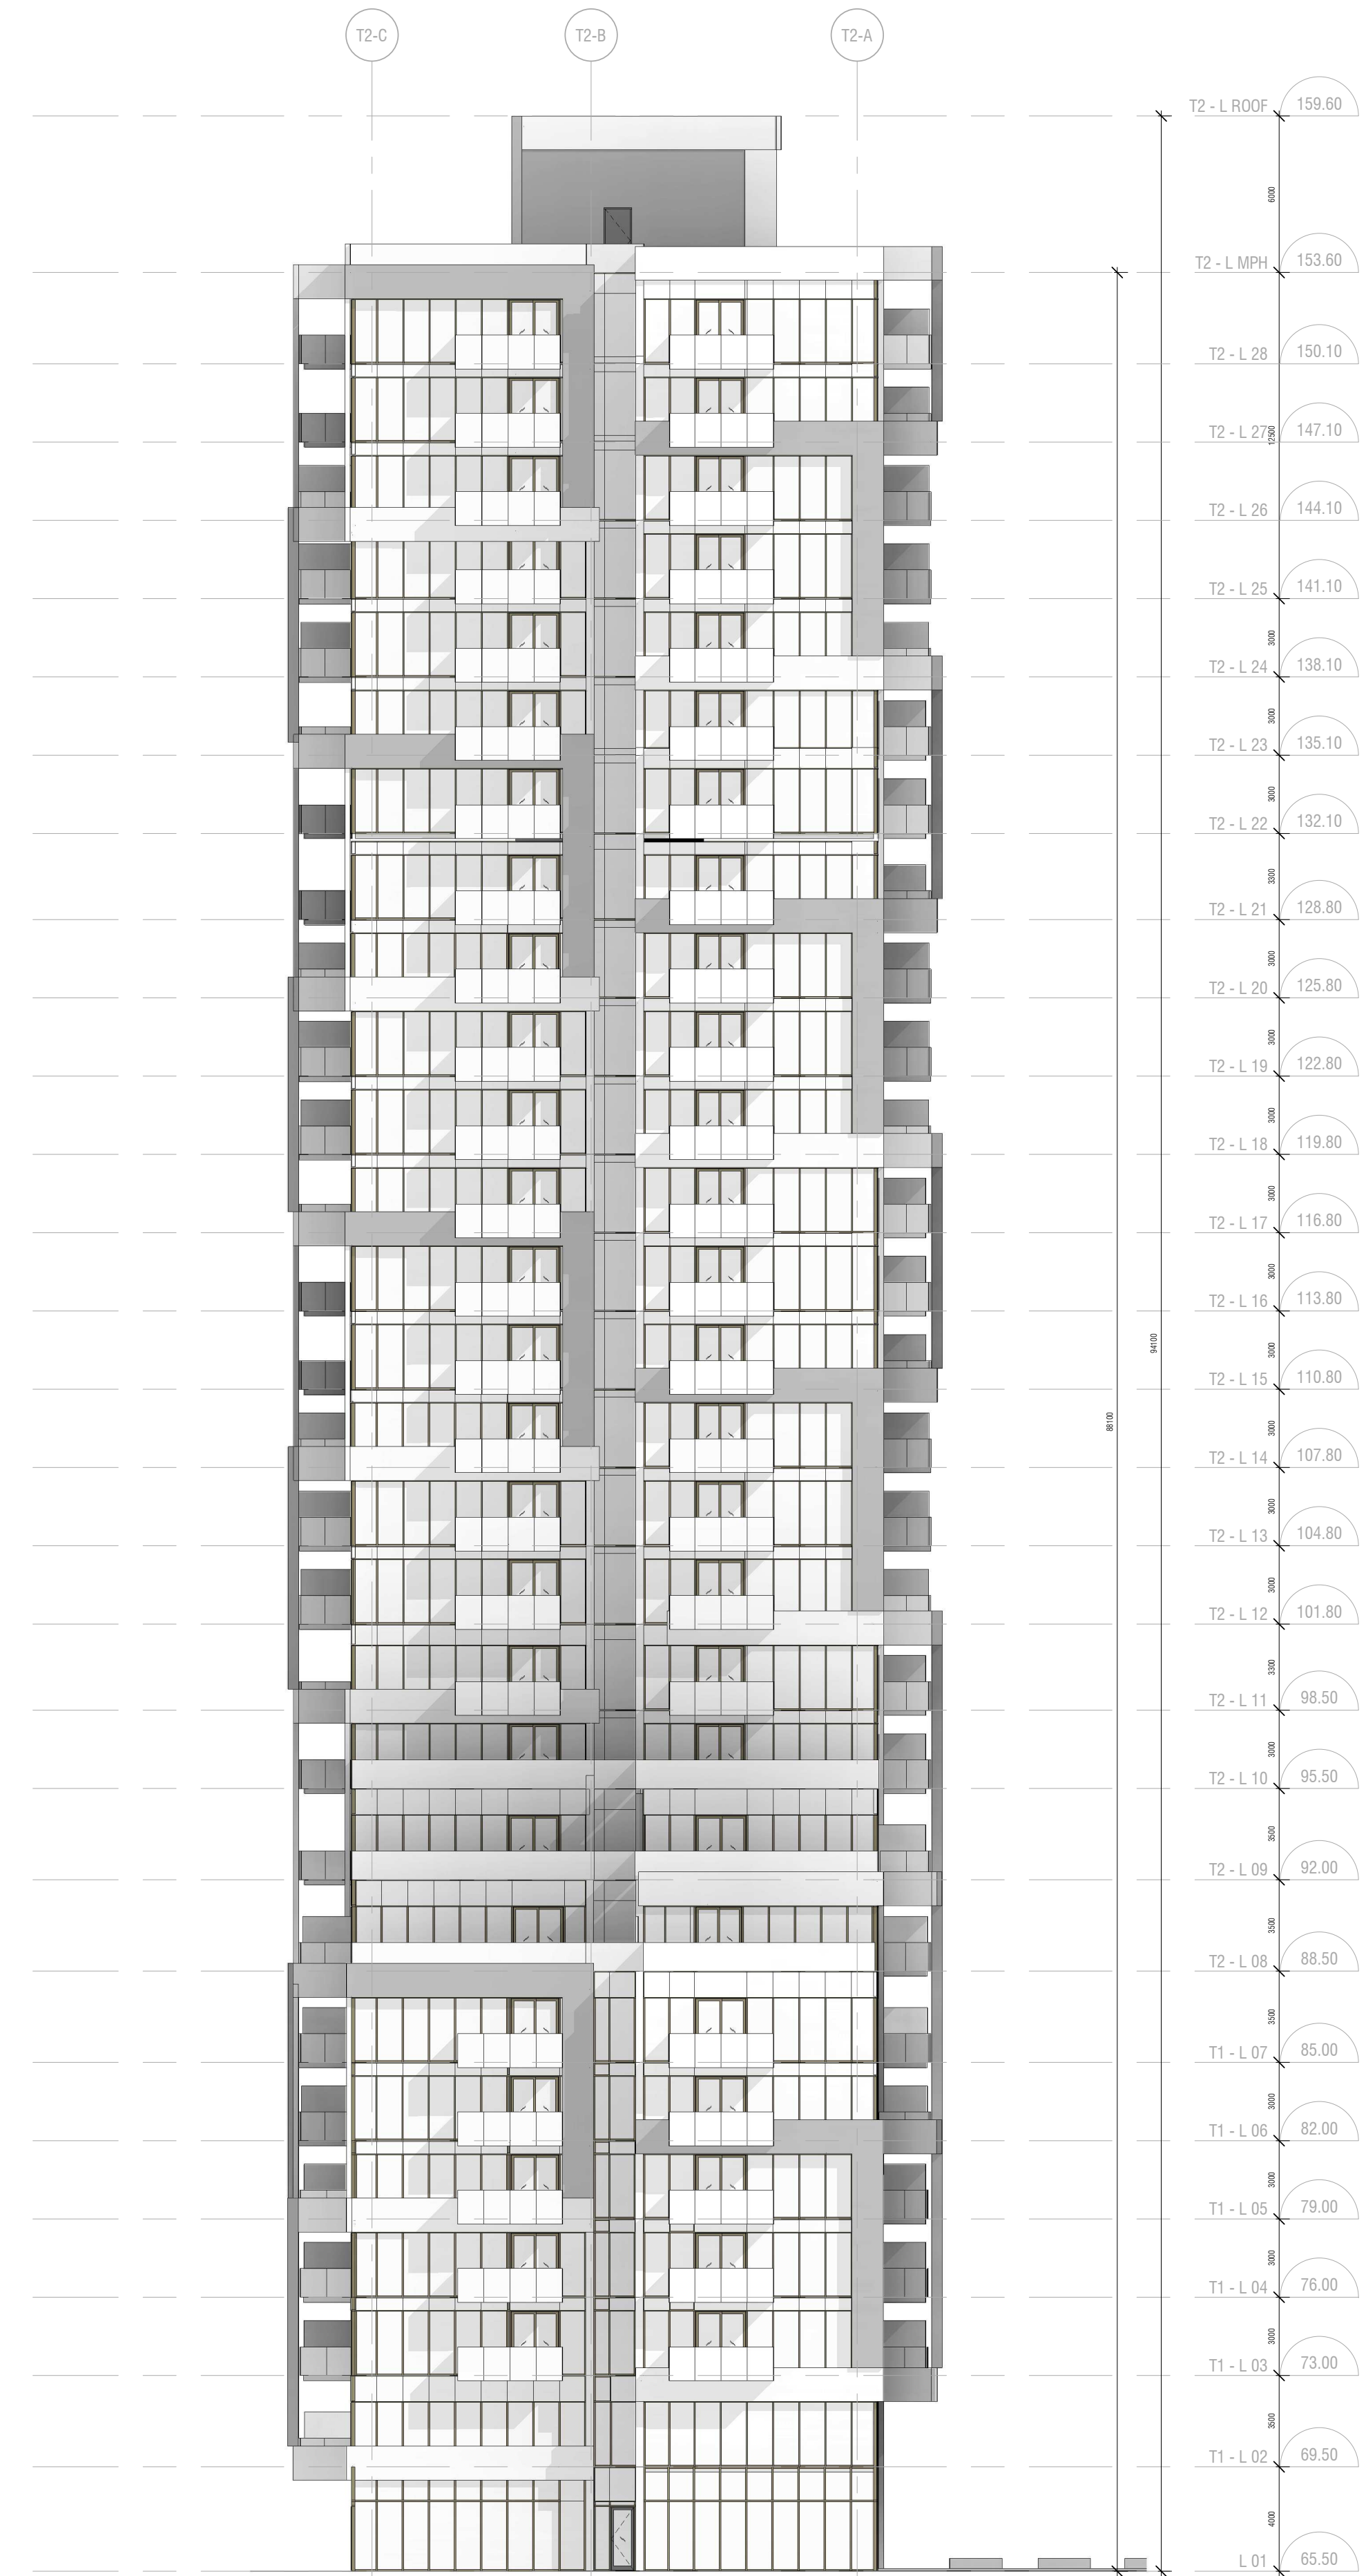 T2-C T2-B T2-A
T2 - L ROOF 159.60
6000
T2 - L MPH 153.60
T2 - L 28 150.10
T2 - L 27 147.10
12500
T2 - L 26 144.10
T2 - L 25 141.10
3000
T2 - L 24 138.10
3000
T2 - L 23 135.10
3000
T2 - L 22 132.10
3300
T2 - L 21 128.80
3000
T2 - L 20 125.80
3000
T2 - L 19 122.80
3000
T2 - L 18 119.80
3000
T2 - L 17 116.80
3000
T2 - L 16 113.80
94100
3000
T2 - L 15 110.80
88100
3000
T2 - L 14 107.80
3000
T2 - L 13 104.80
3000
T2 - L 12 101.80
3300
T2 - L 11 98.50
3000
T2 - L 10 95.50
3500
T2 - L 09 92.00
3500
T2 - L 08 88.50
3500
T1 - L 07 85.00
3000
T1 - L 06 82.00
3000
T1 - L 05 79.00
3000
T1 - L 04 76.00
3000
T1 - L 03 73.00
3500
T1 - L 02 69.50
4000
L 01 65.50